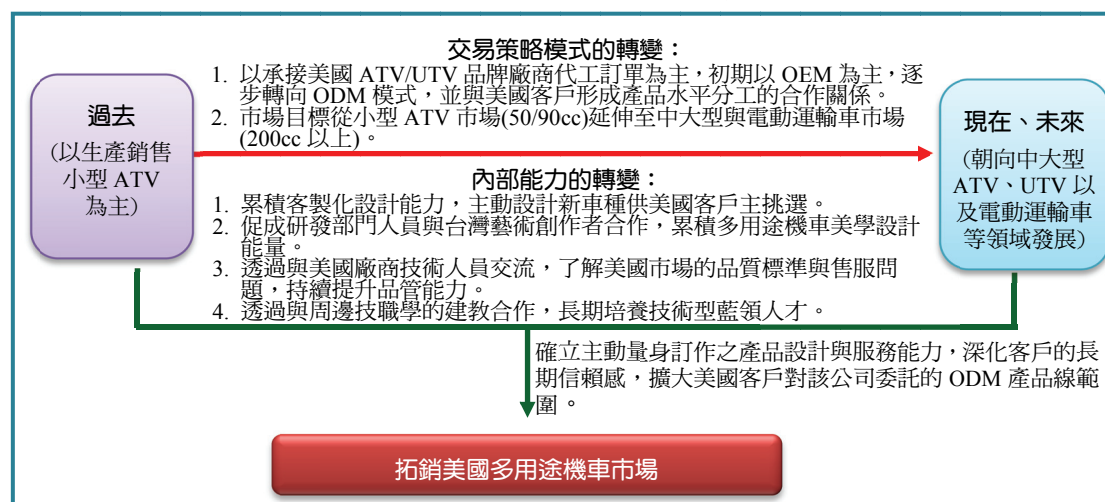 交易策略模式的轉變：
1. 以承接美國 ATV/UTV 品牌廠商代工訂單為主，初期以 OEM 為主，逐
步轉向 ODM 模式，並與美國客戶形成產品水平分工的合作關係。
2. 市場目標從小型 ATV 市場(50/90cc)延伸至中大型與電動運輸車市場
(200cc 以上)。
過去
(以生產銷售
小型 ATV
為主)
現在、未來
(朝向中大型
ATV、UTV 以
及電動運輸車
等領域發展)
內部能力的轉變：
1. 累積客製化設計能力，主動設計新車種供美國客戶主挑選。
2. 促成研發部門人員與台灣藝術創作者合作，累積多用途機車美學設計
能量。
3. 透過與美國廠商技術人員交流，了解美國市場的品質標準與售服問
題，持續提升品管能力。
4. 透過與周邊技職學的建教合作，長期培養技術型藍領人才。
確立主動量身訂作之產品設計與服務能力，深化客戶的長
期信賴感，擴大美國客戶對該公司委託的 ODM 產品線範
圍。
拓銷美國多用途機車市場